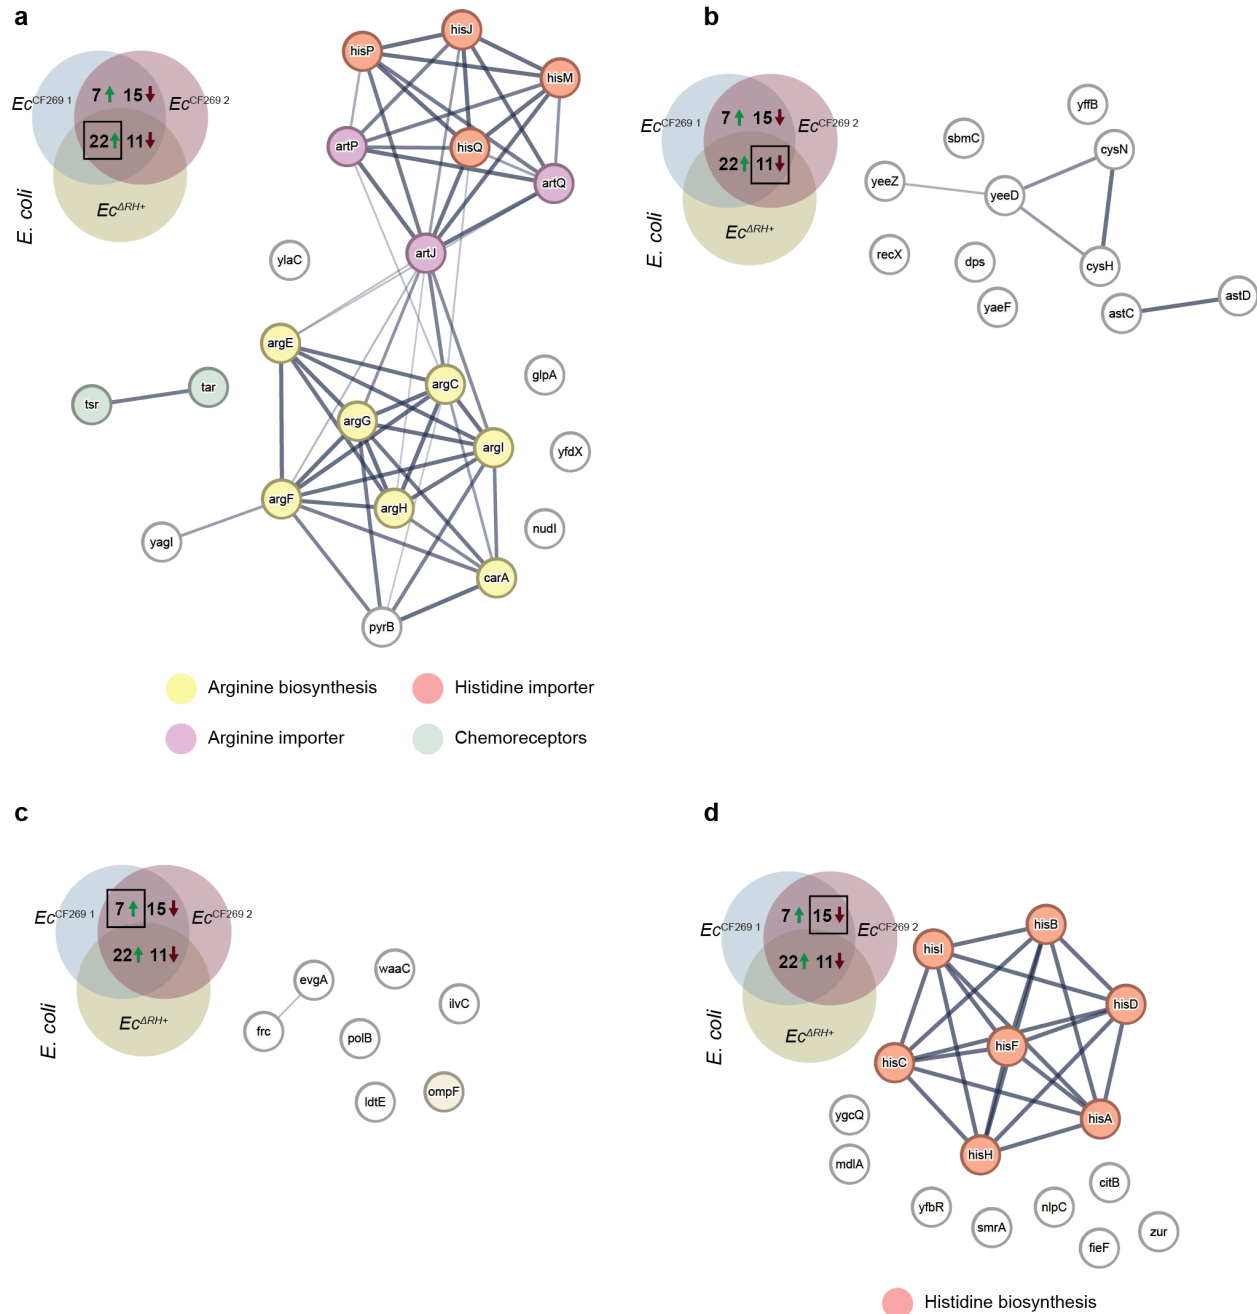 a
7 15
Ec^CF269 1 Ec^CF269 2
22 11
Ec^ΔRH+
E. coli
hisJ
hisP
hisM
artP
hisQ
artQ
artJ
ylaC
argE
tar
tsr
argC
glpA
argG
argI
yfdX
argF
argH
nudI
yagI
carA
pyrB
Arginine biosynthesis
Histidine importer
Arginine importer
Chemoreceptors
b
7 15
Ec^CF269 1 Ec^CF269 2
22 11
Ec^ΔRH+
E. coli
yffB
sbmC
cysN
yeeZ
yeeD
recX
dps
cysH
yaeF
astC
astD
c
7 15
Ec^CF269 1 Ec^CF269 2
22 11
Ec^ΔRH+
E. coli
evgA
waaC
ilvC
frc
polB
ldtE
ompF
d
7 15
Ec^CF269 1 Ec^CF269 2
22 11
Ec^ΔRH+
E. coli
hisB
hisI
hisD
hisF
hisC
hisA
hisH
ygcQ
mdlA
citB
yfbR
nlpC
smrA
zur
fieF
Histidine biosynthesis